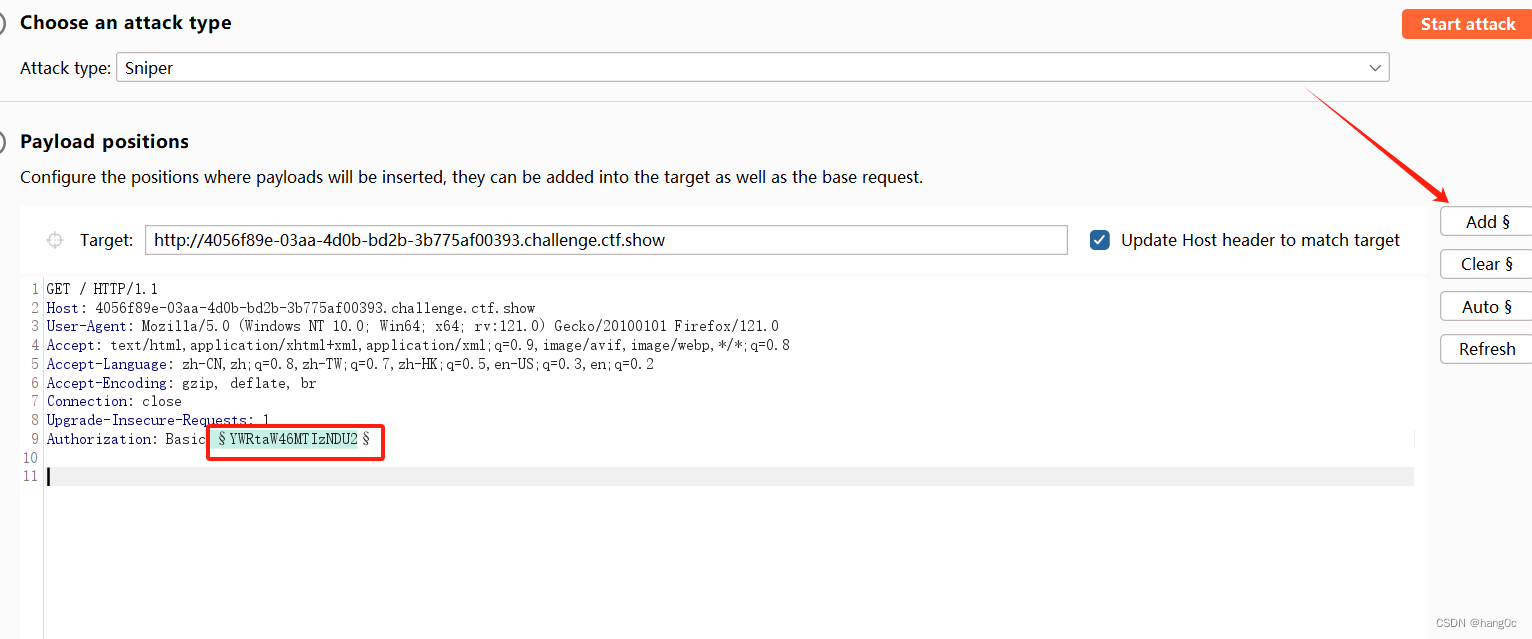 Choose an attack type
Start attack
Attack type: Sniper
Payload positions
Configure the positions where payloads will be inserted, they can be added into the target as well as the base request.
Add §
Target: http://4056f89e-03aa-4d0b-bd2b-3b775af00393.challenge.ctf.show
Update Host header to match target
Clear §
Auto §
Refresh
1 GET / HTTP/1.1
2 Host: 4056f89e-03aa-4d0b-bd2b-3b775af00393.challenge.ctf.show
3 User-Agent: Mozilla/5.0 (Windows NT 10.0; Win64; x64; rv:121.0) Gecko/20100101 Firefox/121.0
4 Accept: text/html,application/xhtml+xml,application/xml;q=0.9,image/avif,image/webp,*/*;q=0.8
5 Accept-Language: zh-CN,zh;q=0.8,zh-TW;q=0.7,zh-HK;q=0.5,en-US;q=0.3,en;q=0.2
6 Accept-Encoding: gzip, deflate, br
7 Connection: close
8 Upgrade-Insecure-Requests: 1
9 Authorization: Basic §YWRtaW46MTIzNDU2§
10
11
CSDN @hang0c